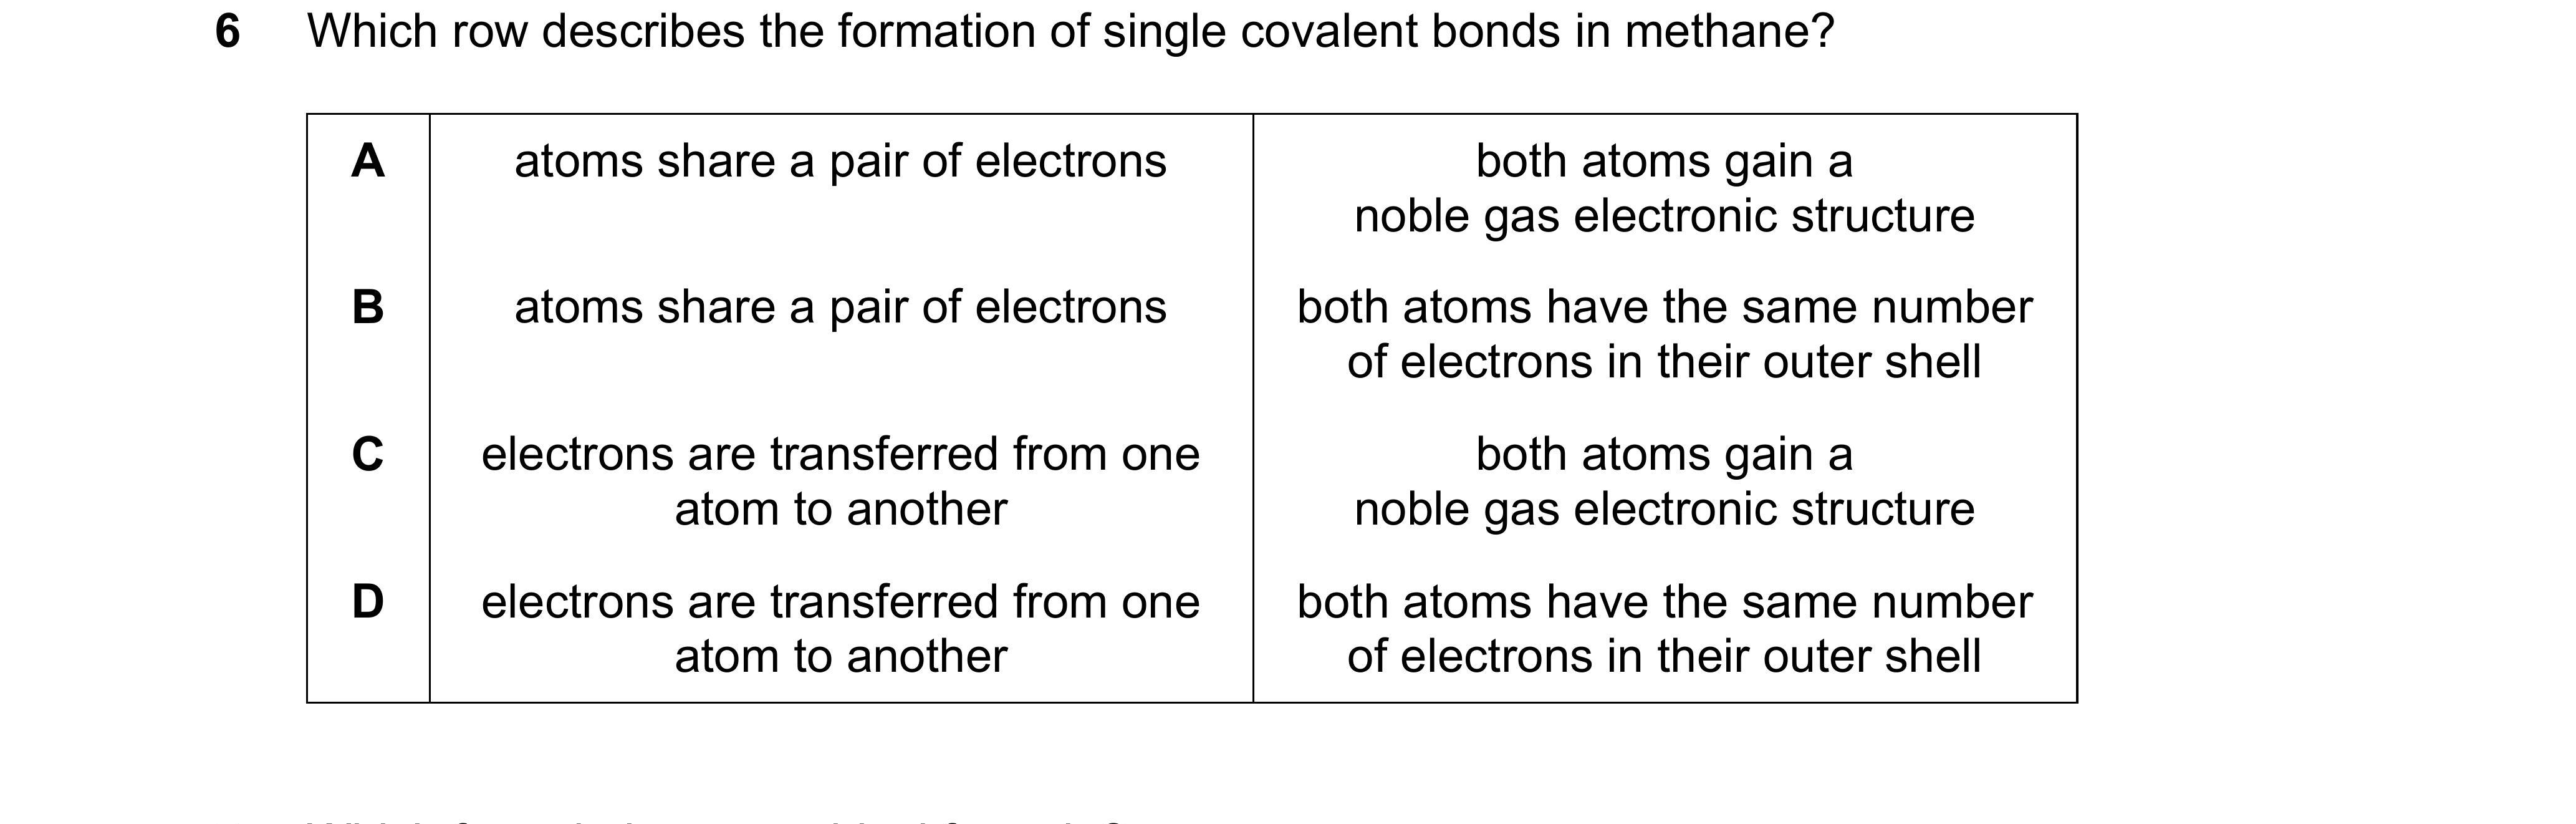 6 Which row describes the formation of single covalent bonds in methane?
A atoms share a pair of electrons both atoms gain a
noble gas electronic structure
B atoms share a pair of electrons both atoms have the same number
of electrons in their outer shell
C electrons are transferred from one both atoms gain a
atom to another noble gas electronic structure
D electrons are transferred from one both atoms have the same number
atom to another of electrons in their outer shell